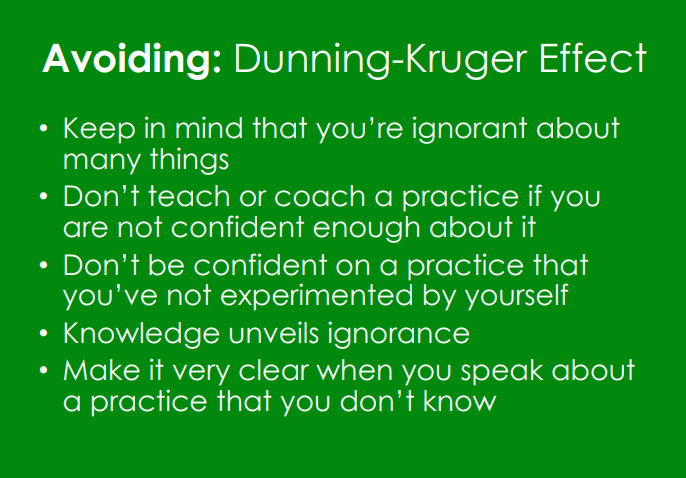 Avoiding: Dunning-Kruger Effect
• Keep in mind that you’re ignorant about
many things
• Don’t teach or coach a practice if you
are not confident enough about it
• Don’t be confident on a practice that
you’ve not experimented by yourself
• Knowledge unveils ignorance
• Make it very clear when you speak about
a practice that you don’t know